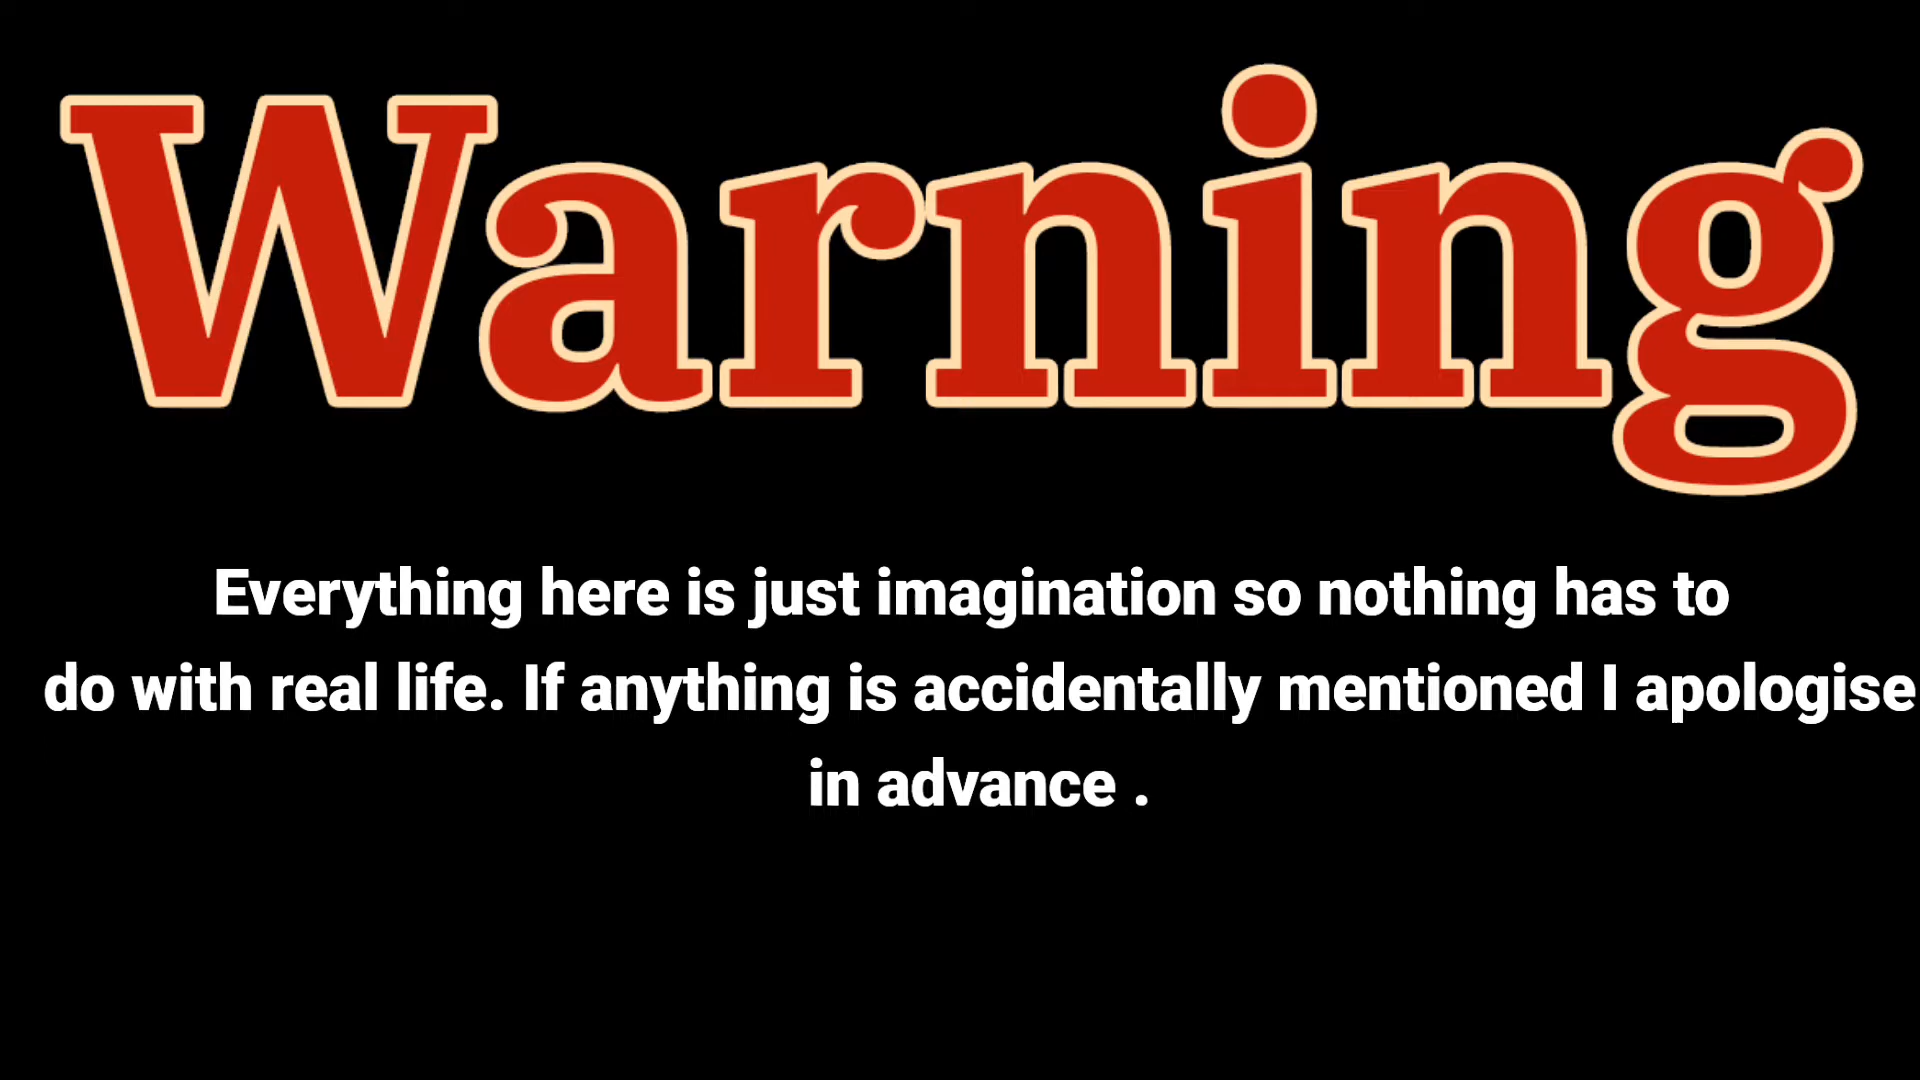 Warning
Everything here is just imagination so nothing has to
do with real life. If anything is accidentally mentioned I apologise
in advance .